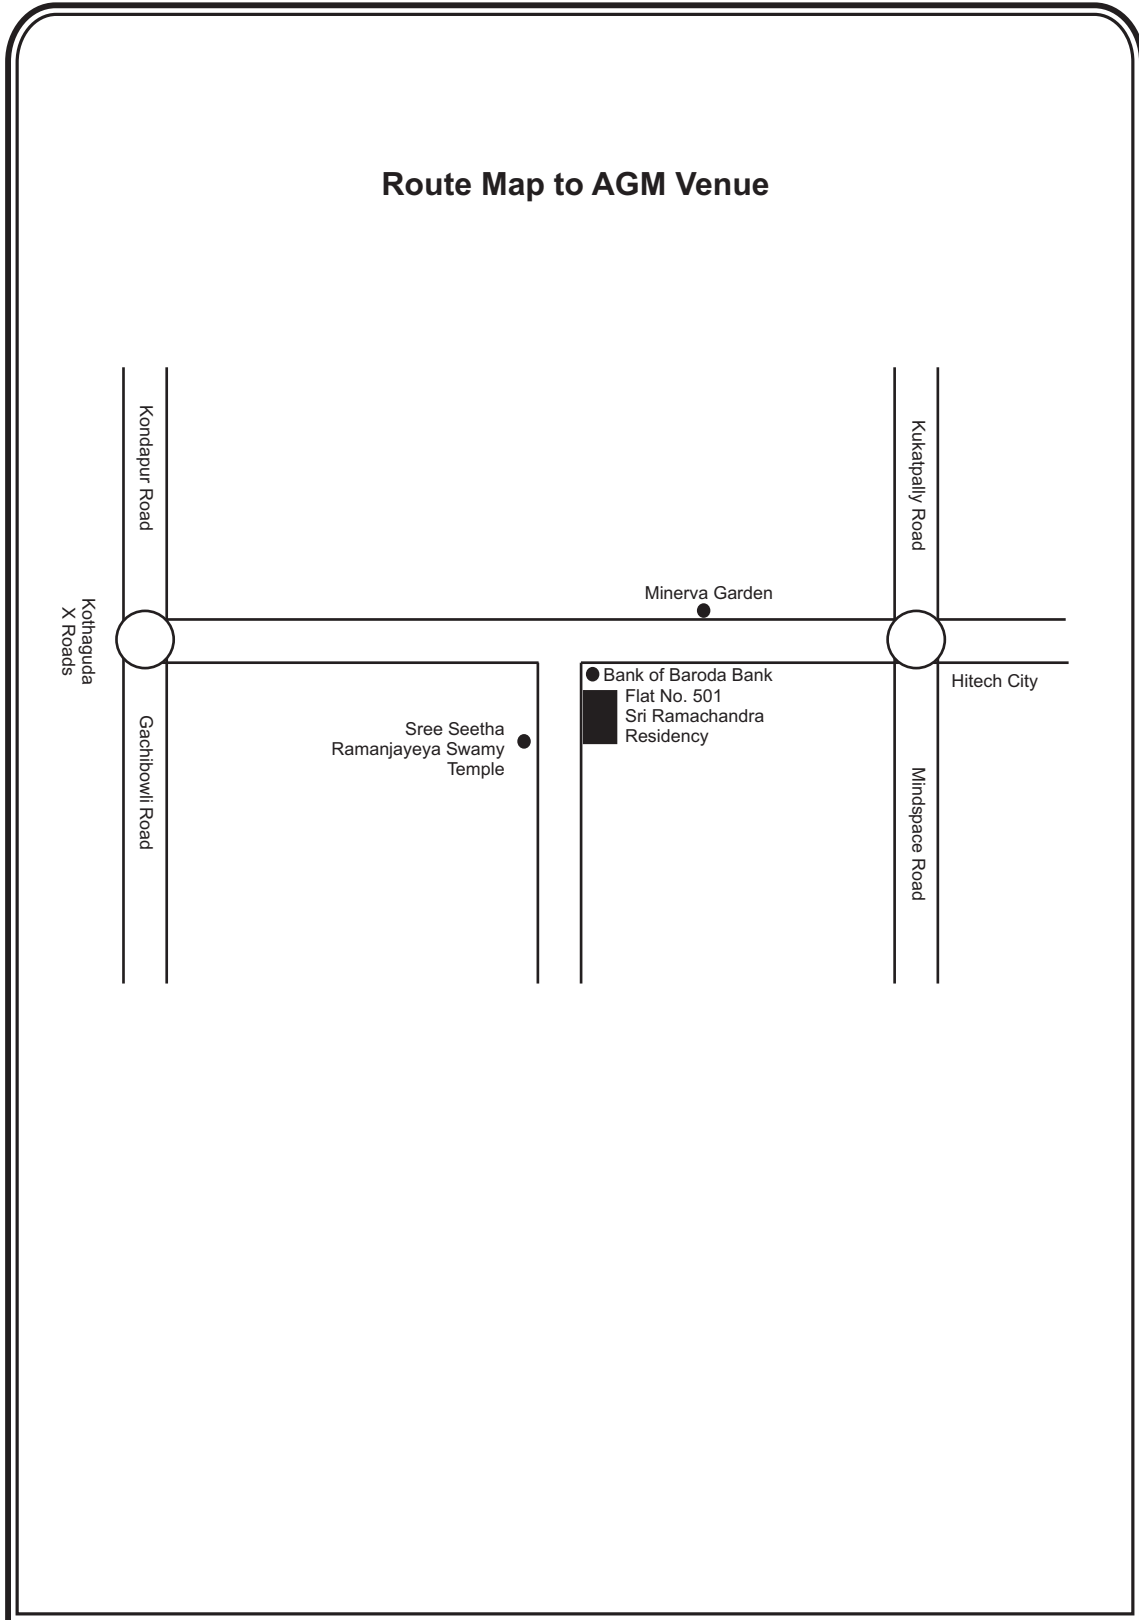 Route Map to AGM Venue
Kondapur Road
Kukatpally Road
Kothaguda
X Roads
Minerva Garden
Bank of Baroda Bank
Flat No. 501
Sri Ramachandra
Residency
Hitech City
Sree Seetha
Ramanjayeya Swamy
Temple
Gachibowli Road
Mindspace Road